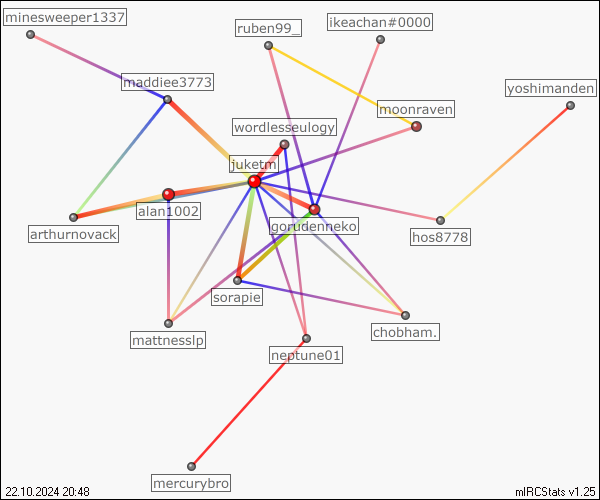 minesweeper1337
ikeachan#0000
ruben99_
maddiee3773
yoshimanden
moonraven
wordlesseulogy
juketm
alan1002
gorudenneko
arthurnovack
hos8778
sorapie
chobham.
mattnesslp
neptune01
mercurybro
22.10.2024 20:48
mIRCStats v1.25